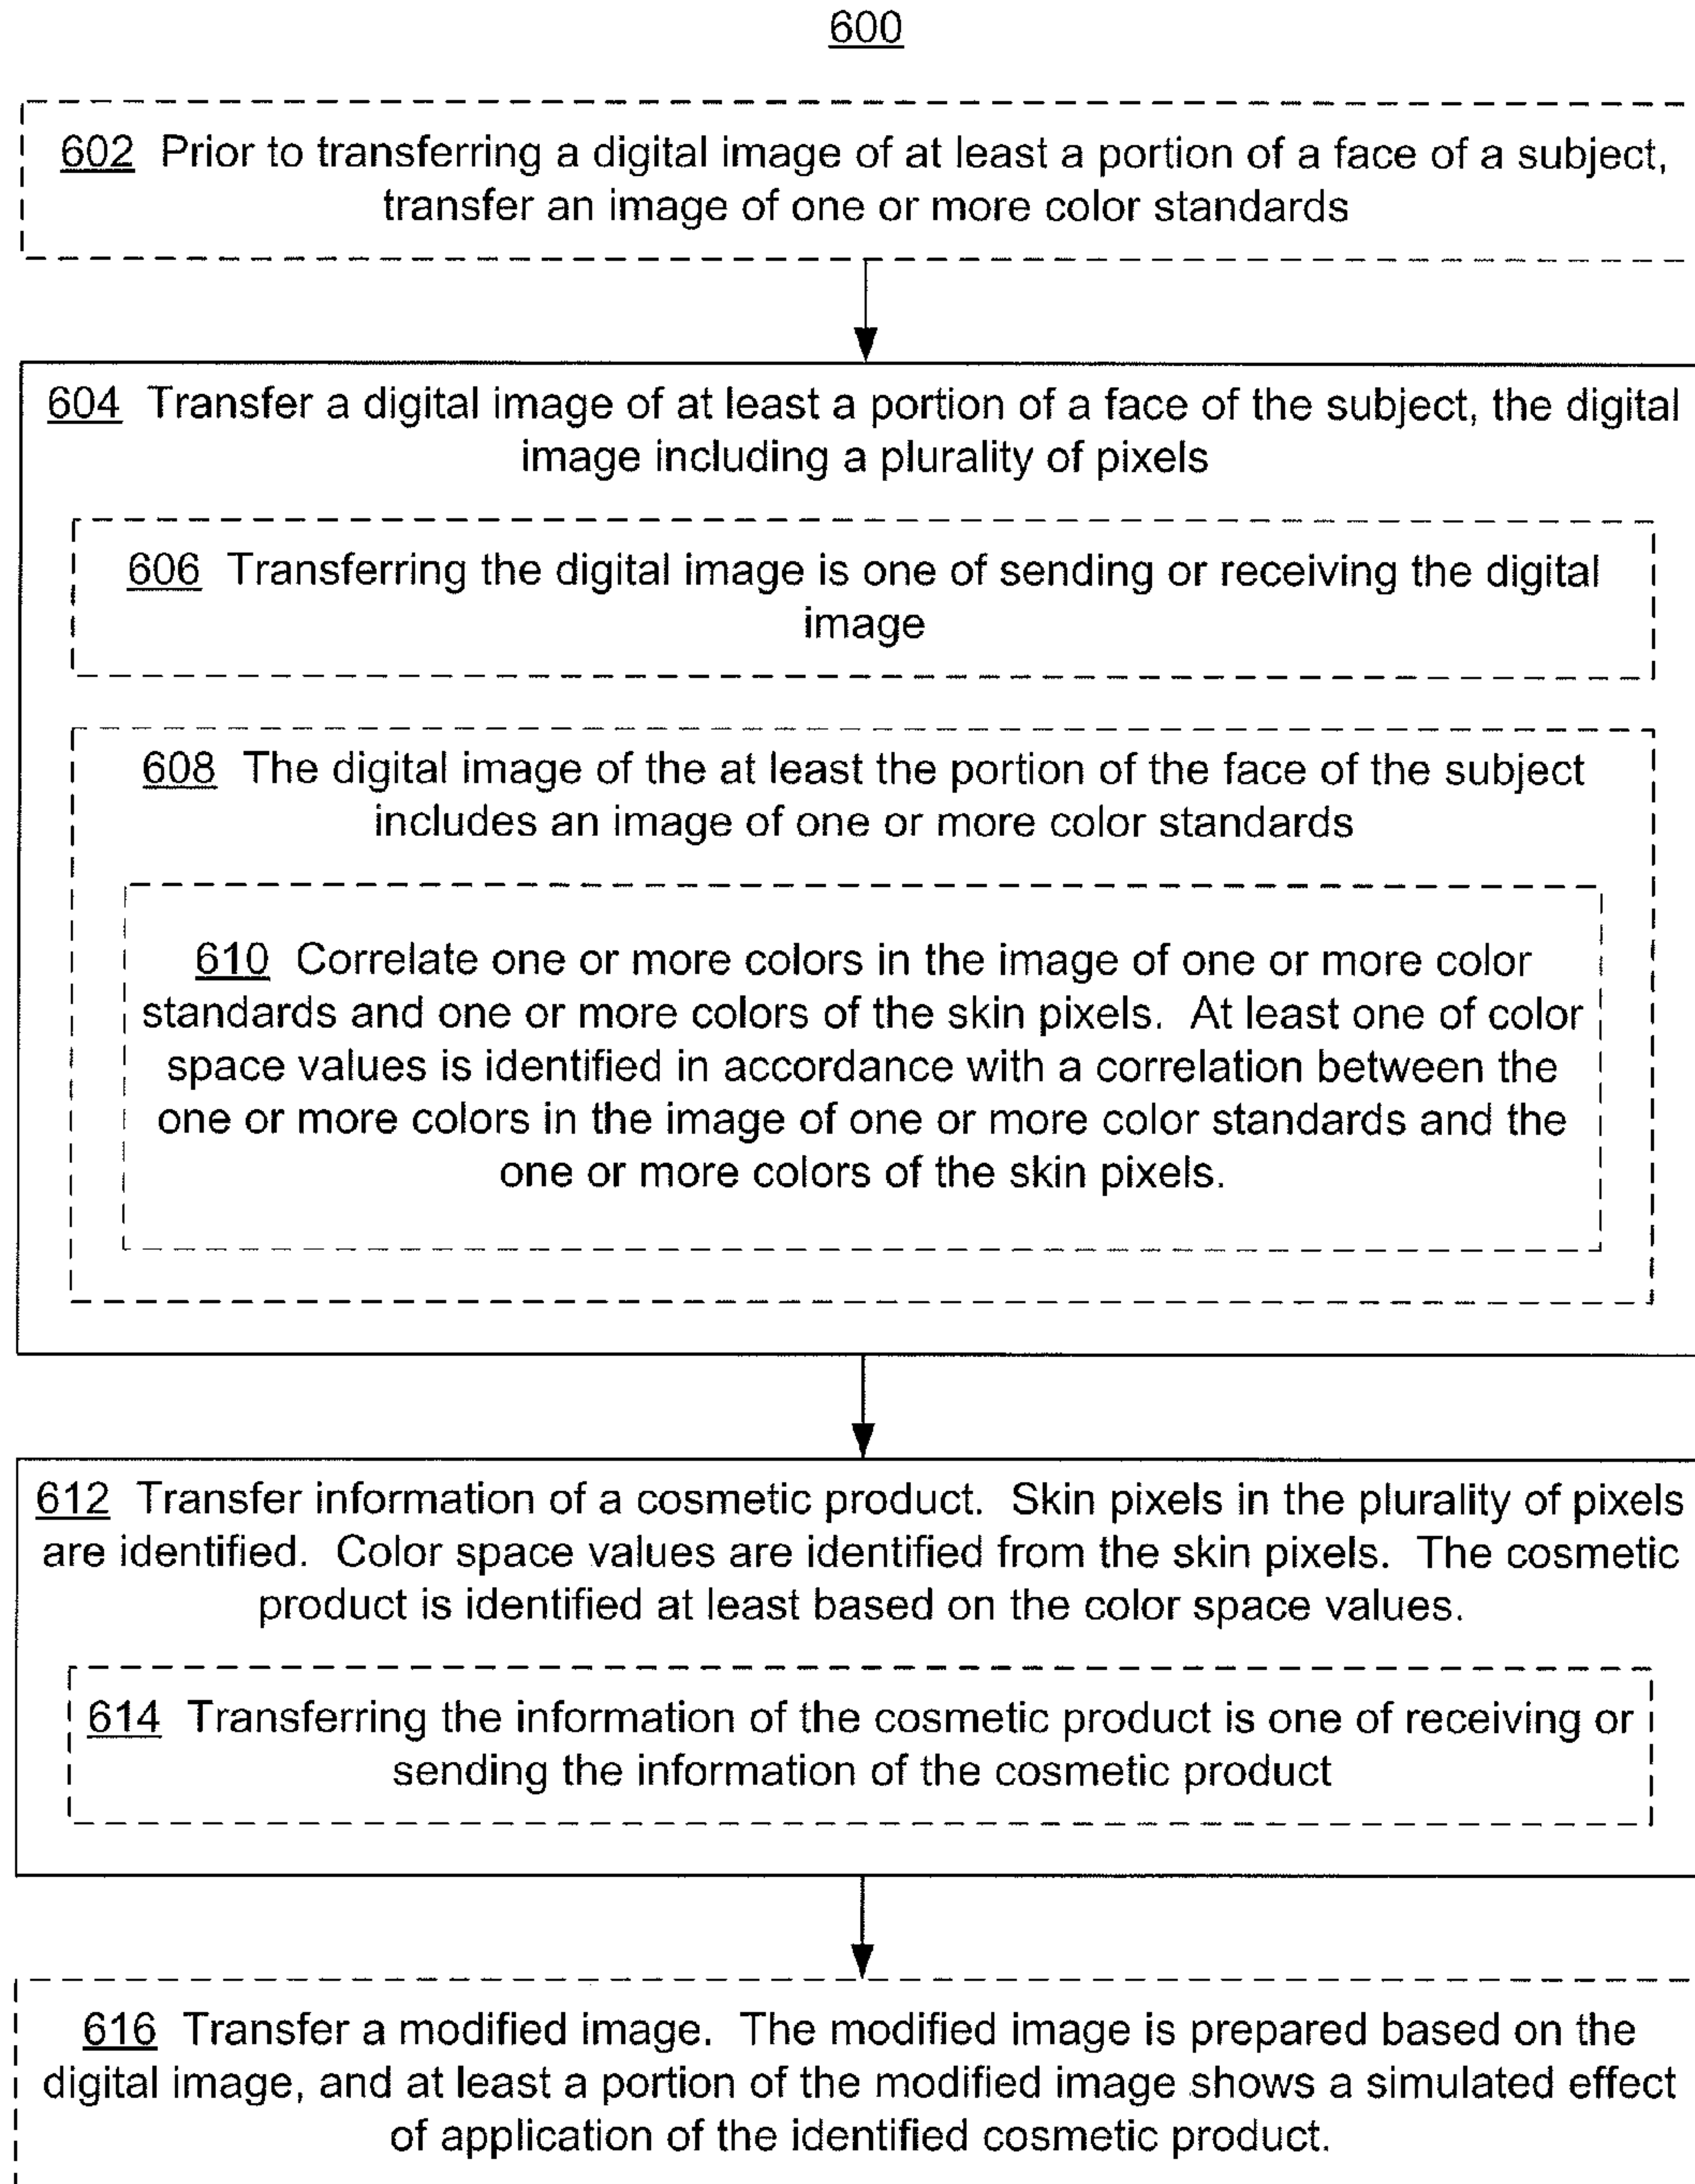 600
602 Prior to transferring a digital image of at least a portion of a face of a subject,
transfer an image of one or more color standards
604 Transfer a digital image of at least a portion of a face of the subject, the digital
image including a plurality of pixels
606 Transferring the digital image is one of sending or receiving the digital
image
608 The digital image of the at least the portion of the face of the subject
includes an image of one or more color standards
610 Correlate one or more colors in the image of one or more color
standards and one or more colors of the skin pixels. At least one of color
space values is identified in accordance with a correlation between the
one or more colors in the image of one or more color standards and the
one or more colors of the skin pixels.
612 Transfer information of a cosmetic product. Skin pixels in the plurality of pixels
are identified. Color space values are identified from the skin pixels. The cosmetic
product is identified at least based on the color space values.
614 Transferring the information of the cosmetic product is one of receiving or
sending the information of the cosmetic product
616 Transfer a modified image. The modified image is prepared based on the
digital image, and at least a portion of the modified image shows a simulated effect
of application of the identified cosmetic product.